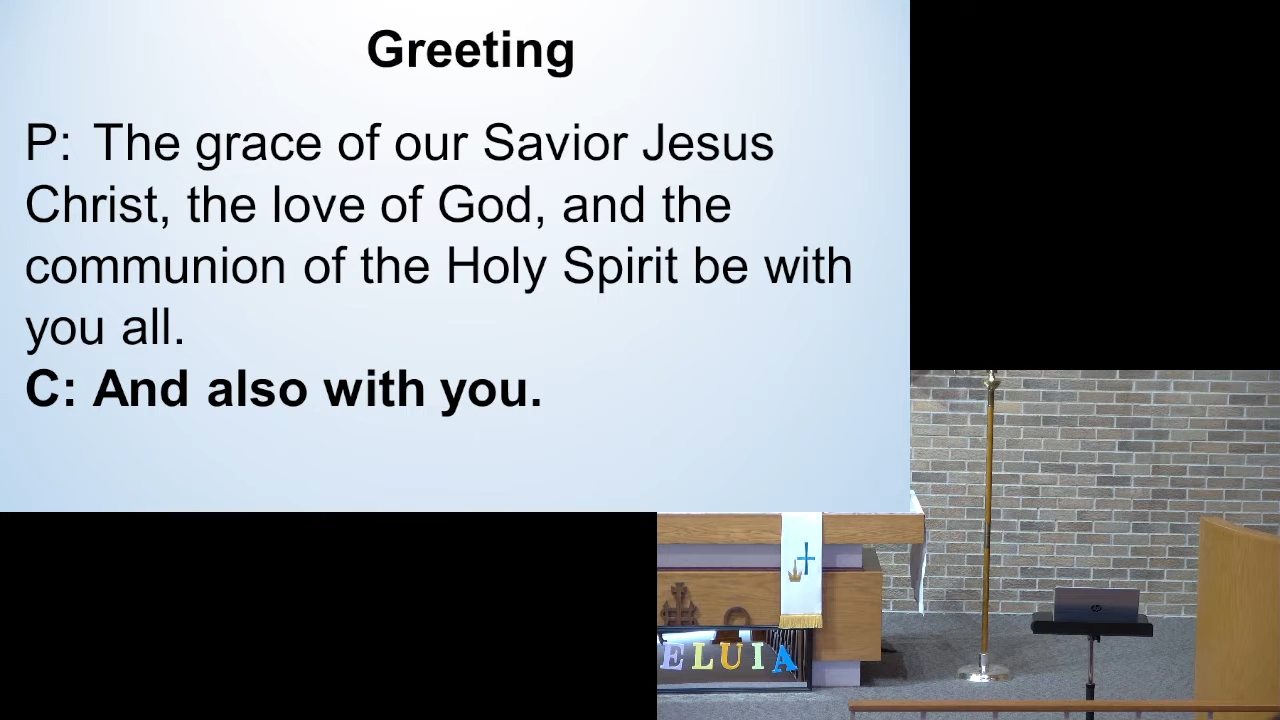 Greeting
P: The grace of our Savior Jesus
Christ, the love of God, and the
communion of the Holy Spirit be with
you all.
C: And also with you.
ELUIA
hp